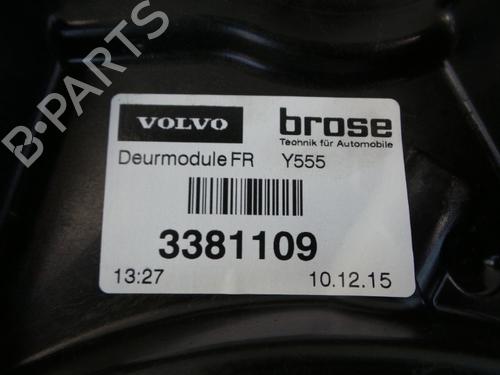 B-PARTS
VOLVO brose
Technik für Automobile
Deurmodule FR Y555
3381109
13:27 10.12.15